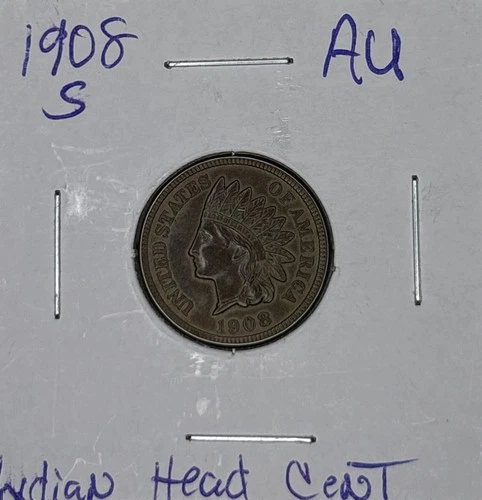 1908 AU
S
UNITED STATES OF AMERICA
1908
Indian Head Cent